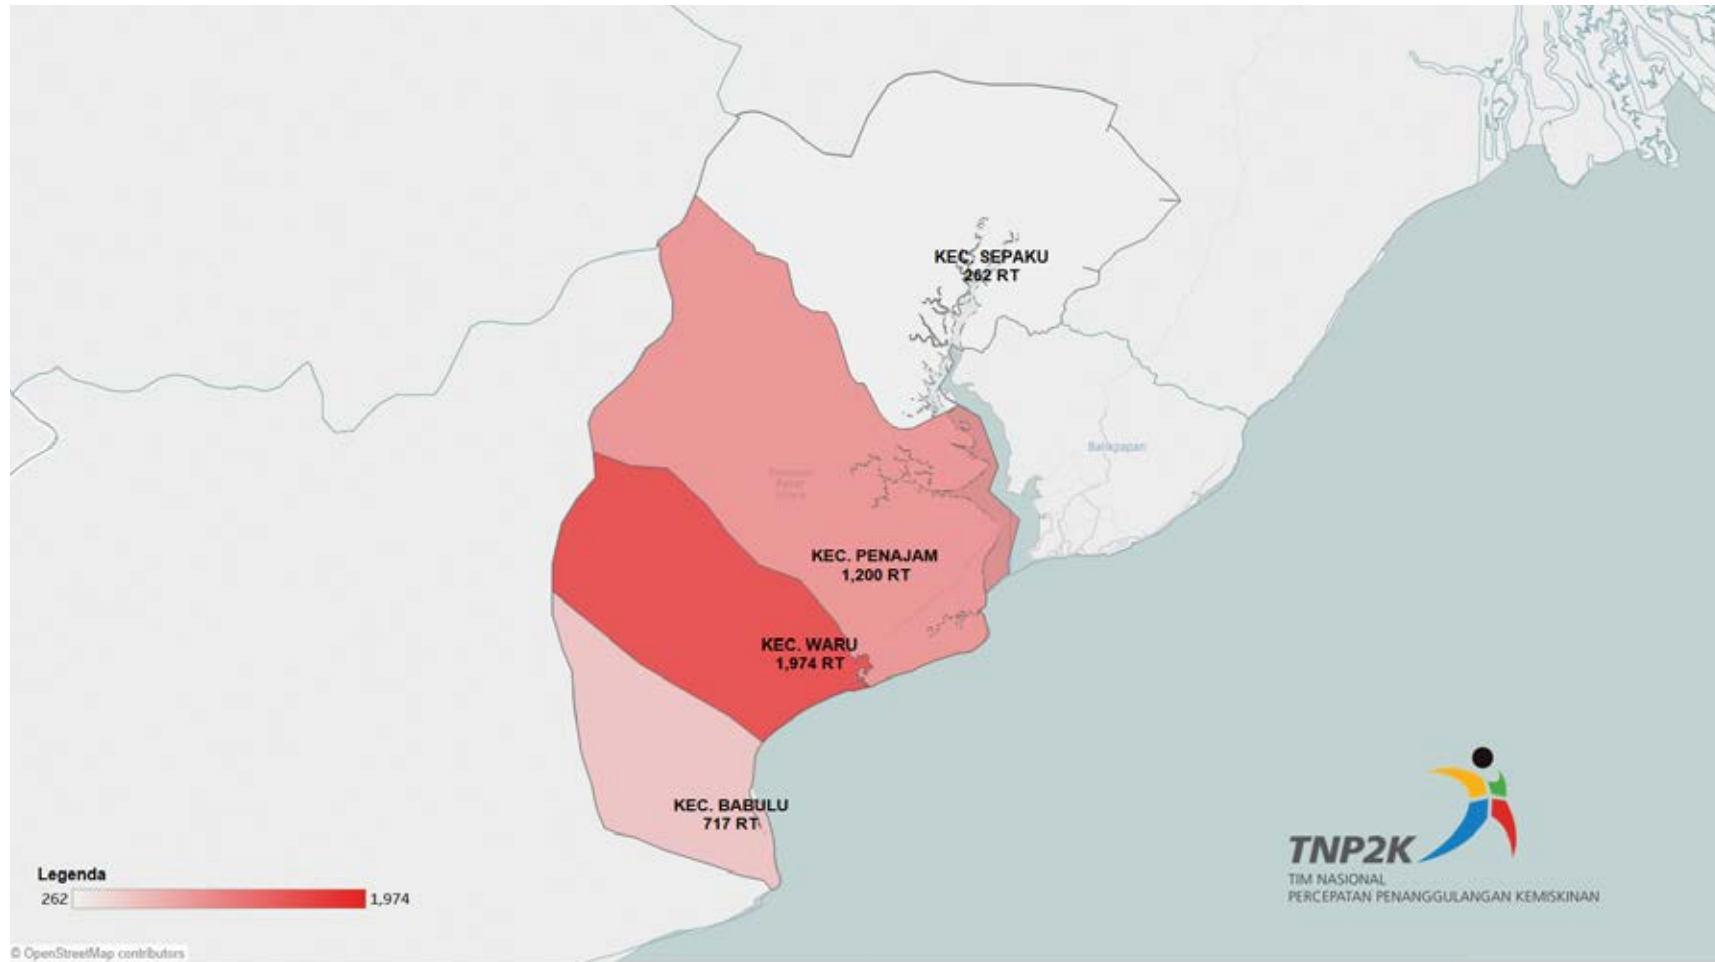 KEC. SEPAKU
262 RT
Balikpapan
KEC. PENAJAM
1,200 RT
KEC. WARU
1,974 RT
KEC. BABULU
717 RT
Legenda
262
1,974
TNP2K
TIM NASIONAL
PERCEPATAN PENANGGULANGAN KEMISKINAN
© OpenStreetMap contributors